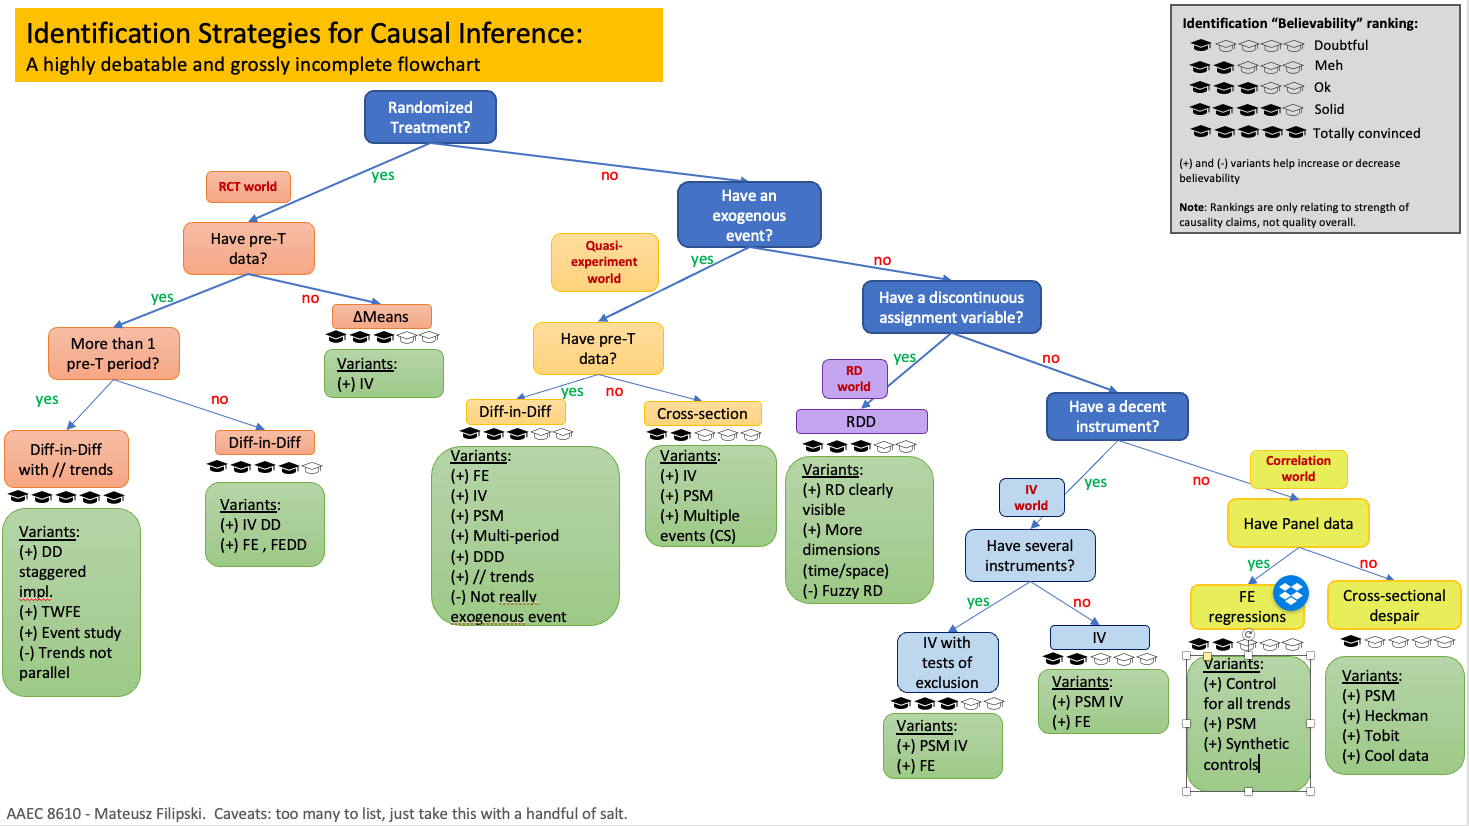 Identification Strategies for Causal Inference:
A highly debatable and grossly incomplete flowchart
Identification “Believability” ranking:
Doubtful
Meh
Ok
Solid
Totally convinced
(+) and (-) variants help increase or decrease
believability
Note: Rankings are only relating to strength of
causality claims, not quality overall.
Randomized
Treatment?
yes
no
RCT world
Have pre-T
data?
yes
no
More than 1
pre-T period?
yes
no
Diff-in-Diff
with // trends
Variants:
(+) DD
staggered
impl.
(+) TWFE
(+) Event study
(-) Trends not
parallel
Diff-in-Diff
Variants:
(+) IV DD
(+) FE , FEDD
ΔMeans
Variants:
(+) IV
Have an
exogenous
event?
yes
no
Quasi-
experiment
world
Have pre-T
data?
yes
no
Diff-in-Diff
Variants:
(+) FE
(+) IV
(+) PSM
(+) Multi-period
(+) DDD
(+) // trends
(-) Not really
exogenous event
Cross-section
Variants:
(+) IV
(+) PSM
(+) Multiple
events (CS)
Have a discontinuous
assignment variable?
yes
no
RD
world
RDD
Variants:
(+) RD clearly
visible
(+) More
dimensions
(time/space)
(-) Fuzzy RD
Have a decent
instrument?
yes
no
IV
world
Have several
instruments?
yes
no
IV with
tests of
exclusion
Variants:
(+) PSM IV
(+) FE
IV
Variants:
(+) PSM IV
(+) FE
Correlation
world
Have Panel data
yes
no
FE
regressions
Variants:
(+) Control
for all trends
(+) PSM
(+) Synthetic
controls
Cross-sectional
despair
Variants:
(+) PSM
(+) Heckman
(+) Tobit
(+) Cool data
AAEC 8610 - Mateusz Filipski.  Caveats: too many to list, just take this with a handful of salt.